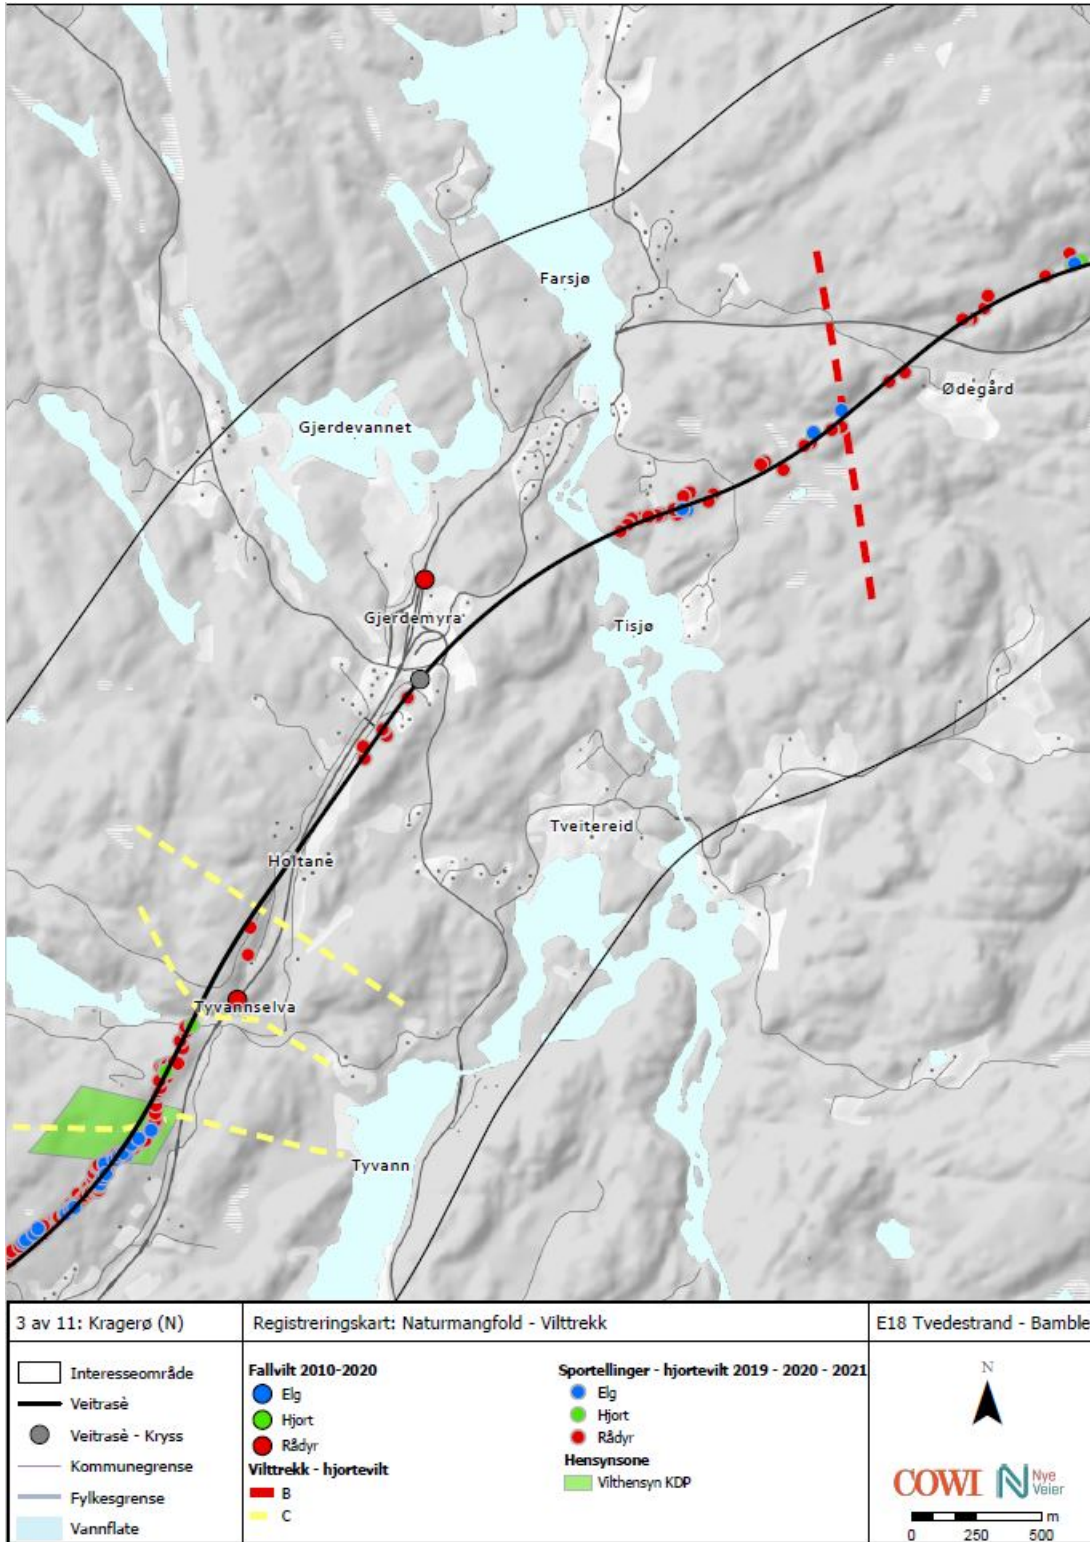 Farsjø
Ødegård
Gjerdevannet
Gjerdemyra
Tisjø
Tveitereid
Holtane
Tyvannselva
Tyvann
3 av 11: Kragerø (N)
Registreringskart: Naturmangfold - Vilttrekk
E18 Tvedestrand - Bamble
Interesseområde
Veitrasè
Veitrasè - Kryss
Kommunegrense
Fylkesgrense
Vannflate
Fallvilt 2010-2020
Elg
Hjort
Rådyr
Vilttrekk - hjortevilt
B
C
Sportellinger - hjortevilt 2019 - 2020 - 2021
Elg
Hjort
Rådyr
Hensynsone
Vilthensyn KDP
N
COWI
Nye
Veier
m
0 250 500